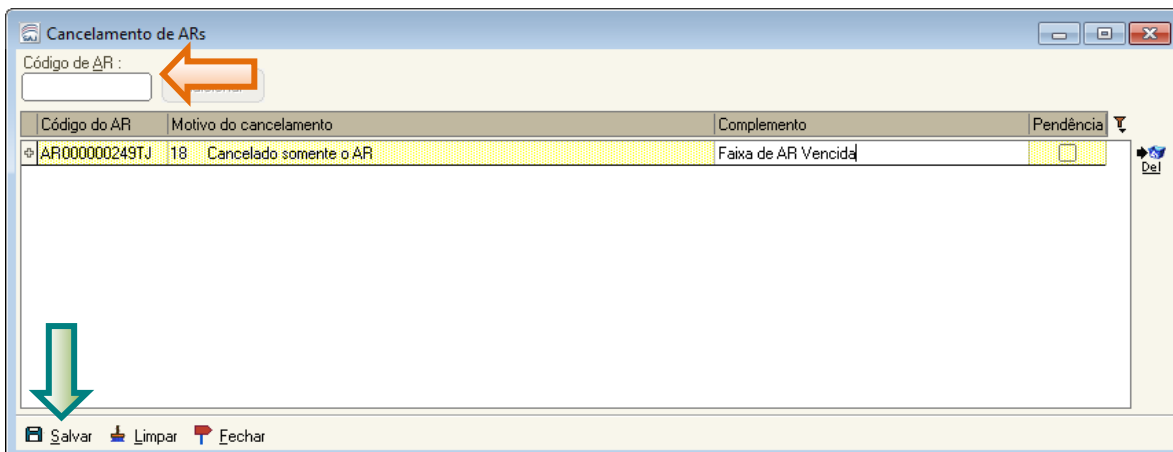 Cancelamento de ARs
Código de AR :
Código do AR Motivo do cancelamento Complemento Pendência
AR000000249TJ 18 Cancelado somente o AR Faixa de AR Vencida
Del
Salvar Limpar Fechar